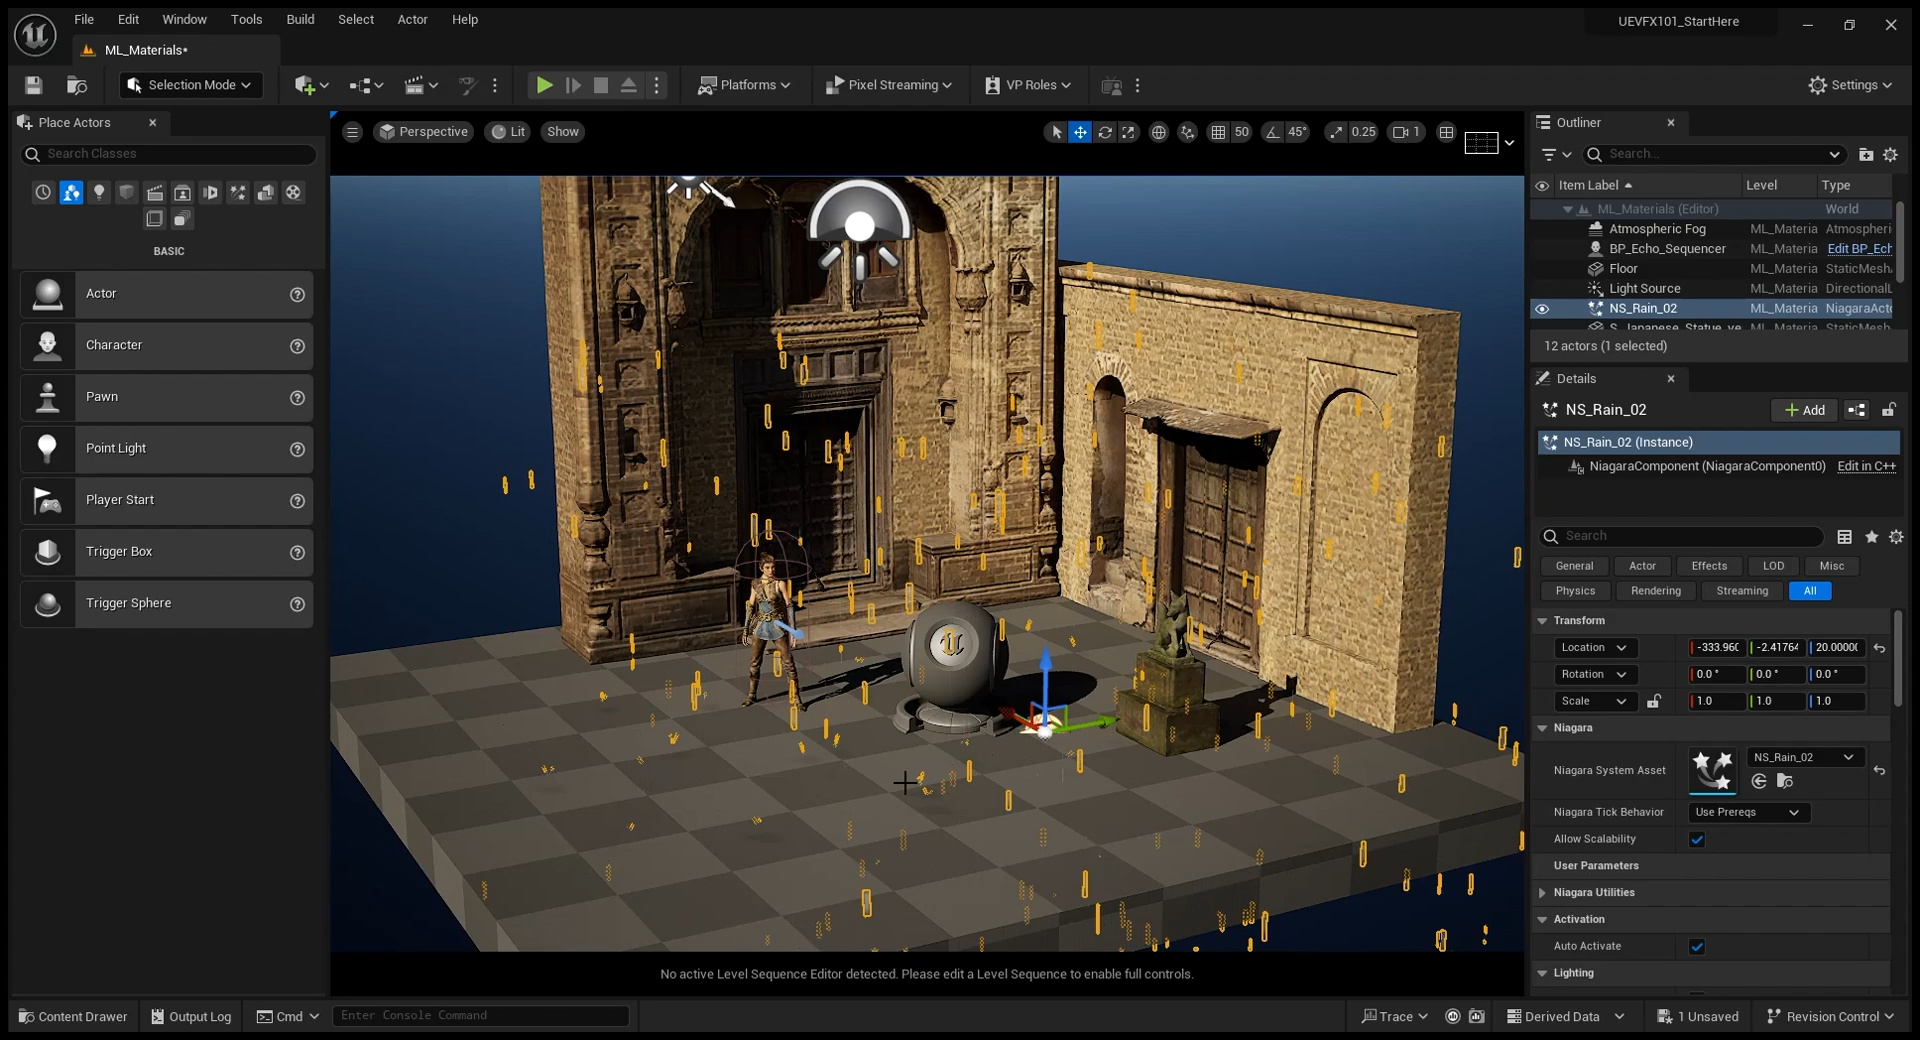 File Edit Window Tools Build Select Actor Help
UEVFX101_StartHere
ML_Materials*
Selection Mode
Platforms
Pixel Streaming
VP Roles
Settings
Place Actors
Search Classes
BASIC
Actor
Character
Pawn
Point Light
Player Start
Trigger Box
Trigger Sphere
Perspective Lit Show
50 45° 0.25 1
No active Level Sequence Editor detected. Please edit a Level Sequence to enable full controls.
Outliner
Search...
Item Label Level Type
ML_Materials (Editor) World
Atmospheric Fog ML_Materia Atmospheri
BP_Echo_Sequencer ML_Materia Edit BP_Ech
Floor ML_Materia StaticMesh
Light Source ML_Materia DirectionalL
NS_Rain_02 ML_Materia NiagaraActo
S_Japanese_Statue_ve ML_Materia StaticMesh
12 actors (1 selected)
Details
NS_Rain_02 + Add
NS_Rain_02 (Instance)
NiagaraComponent (NiagaraComponent0) Edit in C++
Search
General Actor Effects LOD Misc
Physics Rendering Streaming All
Transform
Location -333.960 -2.41764 20.00000
Rotation 0.0 ° 0.0 ° 0.0 °
Scale 1.0 1.0 1.0
Niagara
Niagara System Asset NS_Rain_02
Niagara Tick Behavior Use Prereqs
Allow Scalability
User Parameters
Niagara Utilities
Activation
Auto Activate
Lighting
Content Drawer Output Log Cmd Enter Console Command Trace Derived Data 1 Unsaved Revision Control